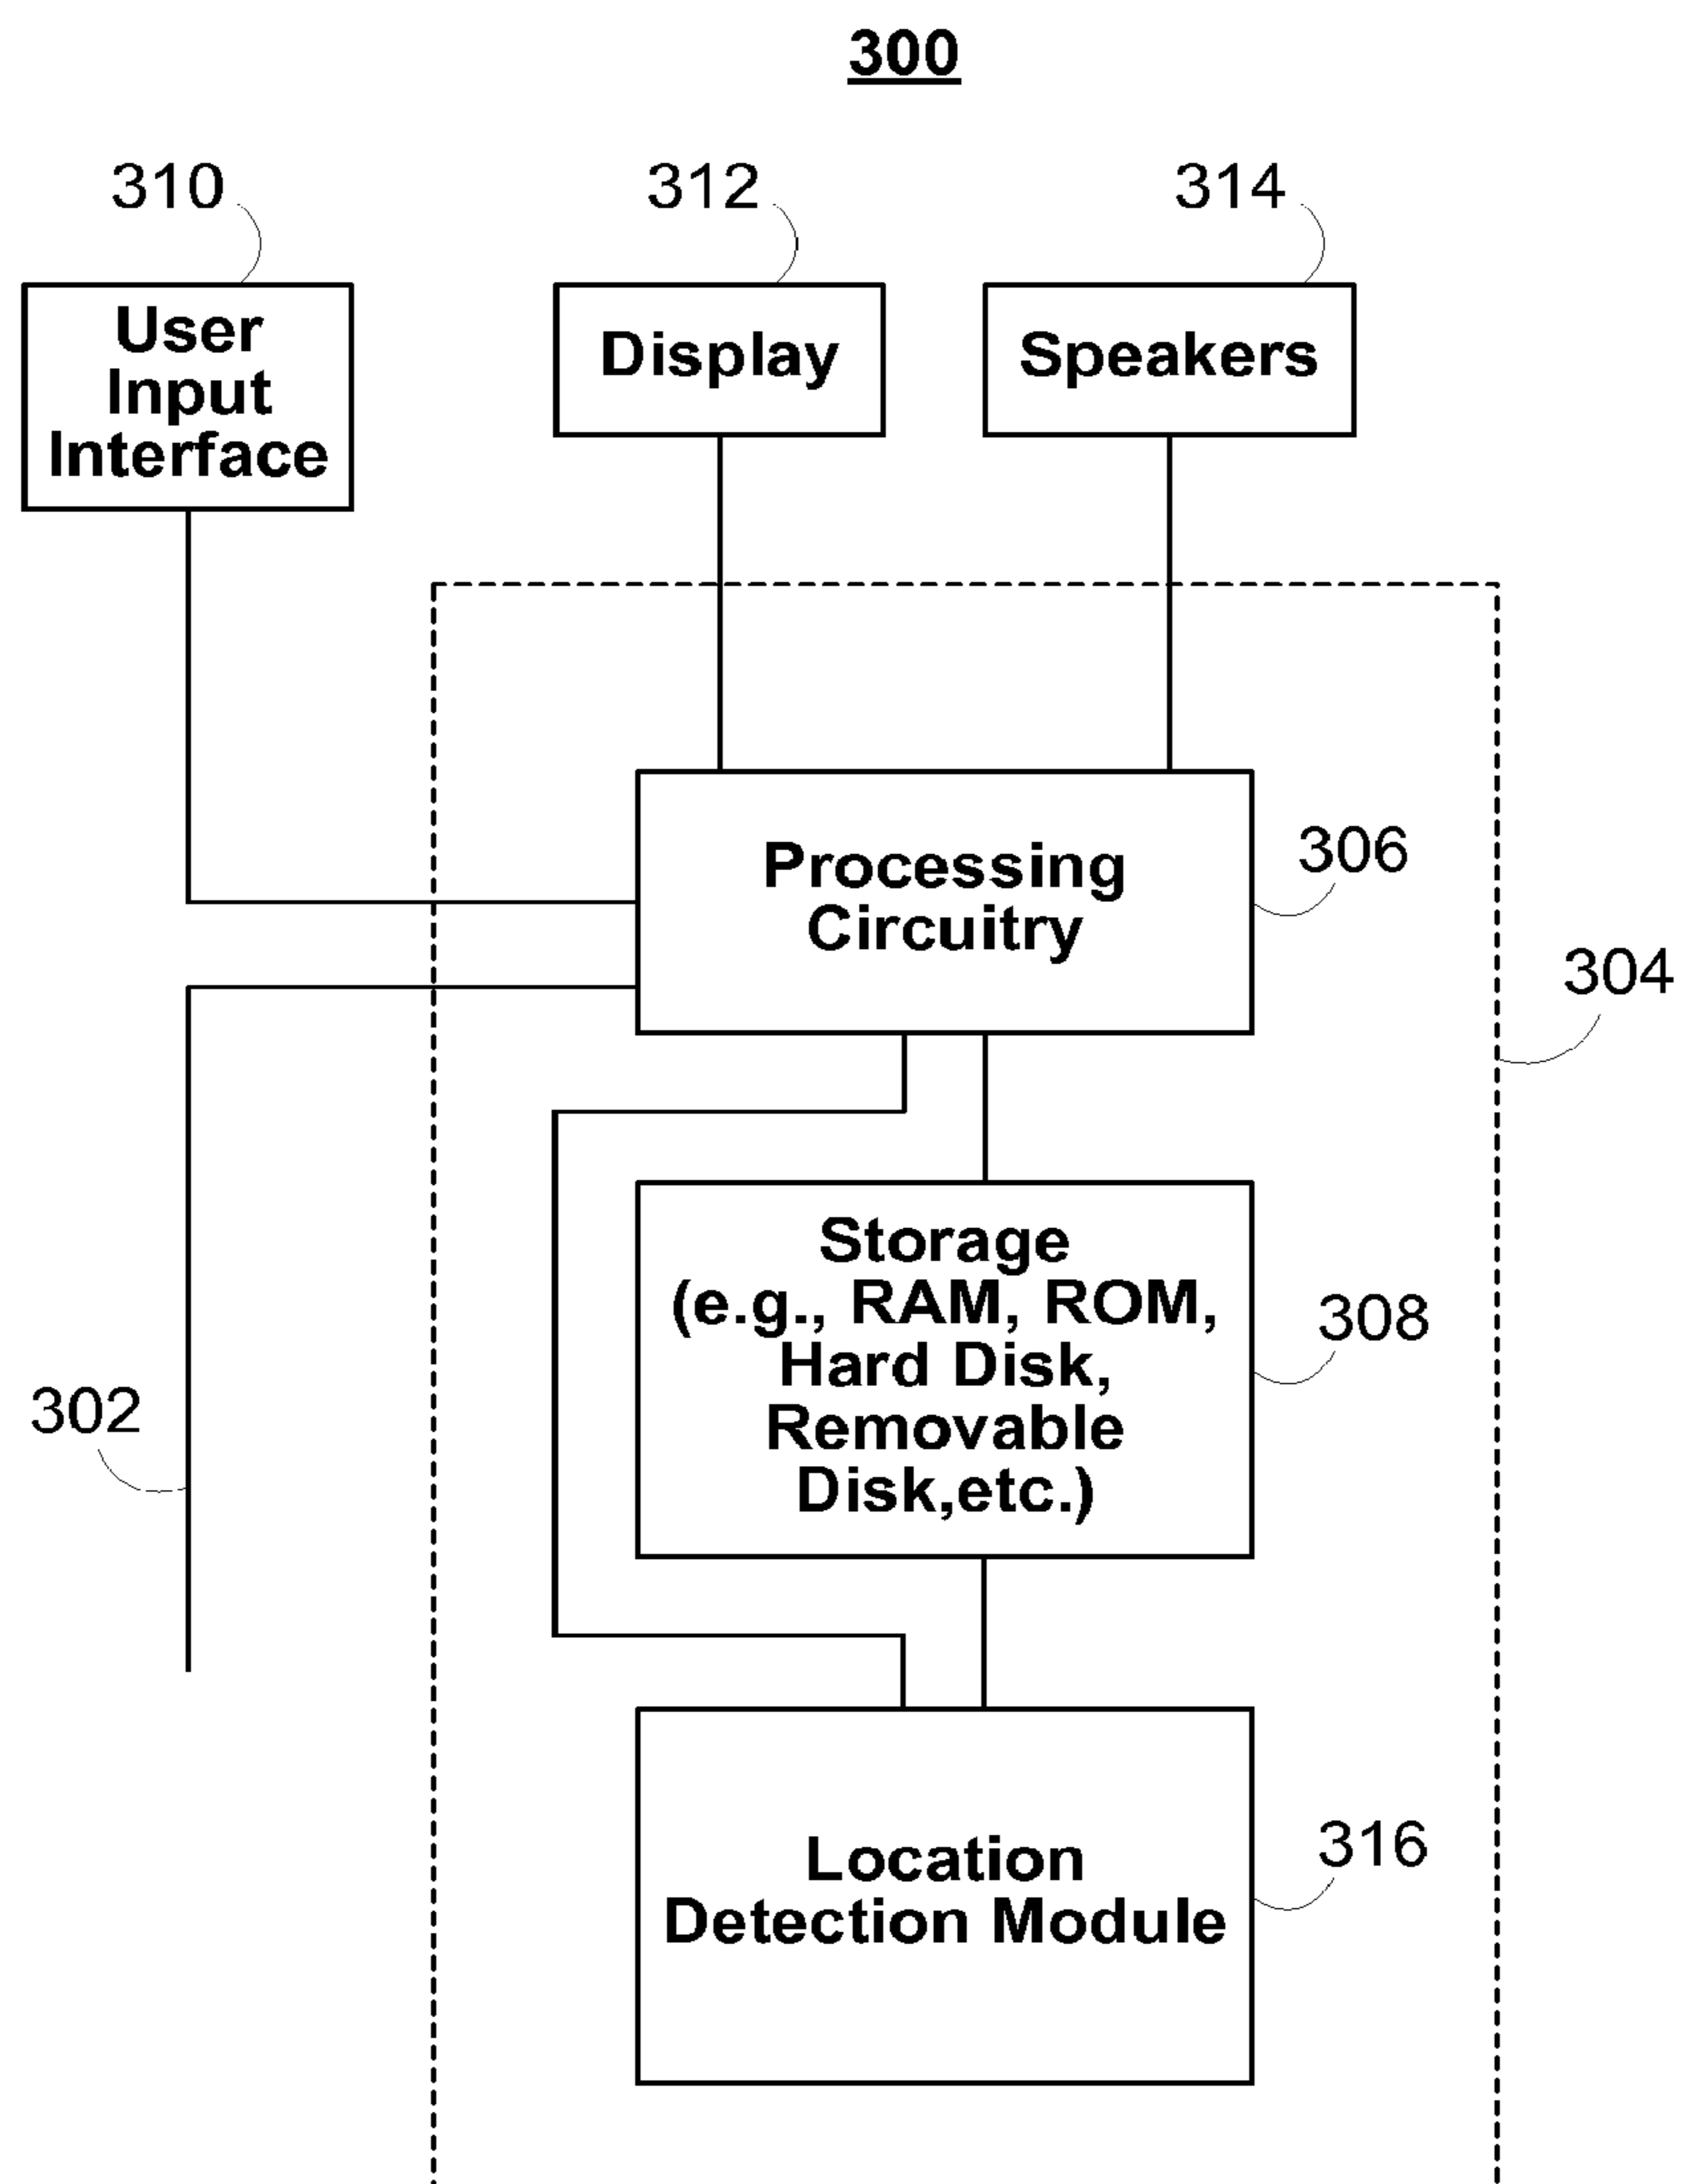 300
310
312
314
User
Input
Interface
Display
Speakers
Processing
Circuitry
306
304
Storage
(e.g., RAM, ROM,
Hard Disk,
Removable
Disk,etc.)
308
302
Location
Detection Module
316